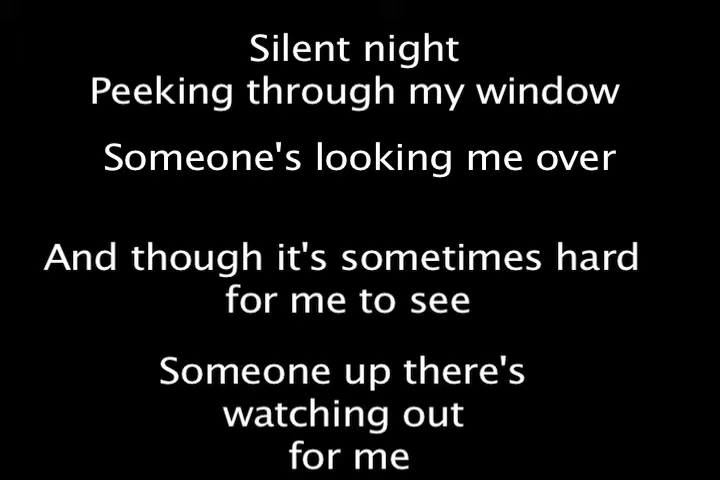 Silent night
Peeking through my window
Someone's looking me over
And though it's sometimes hard
for me to see
Someone up there's
watching out
for me